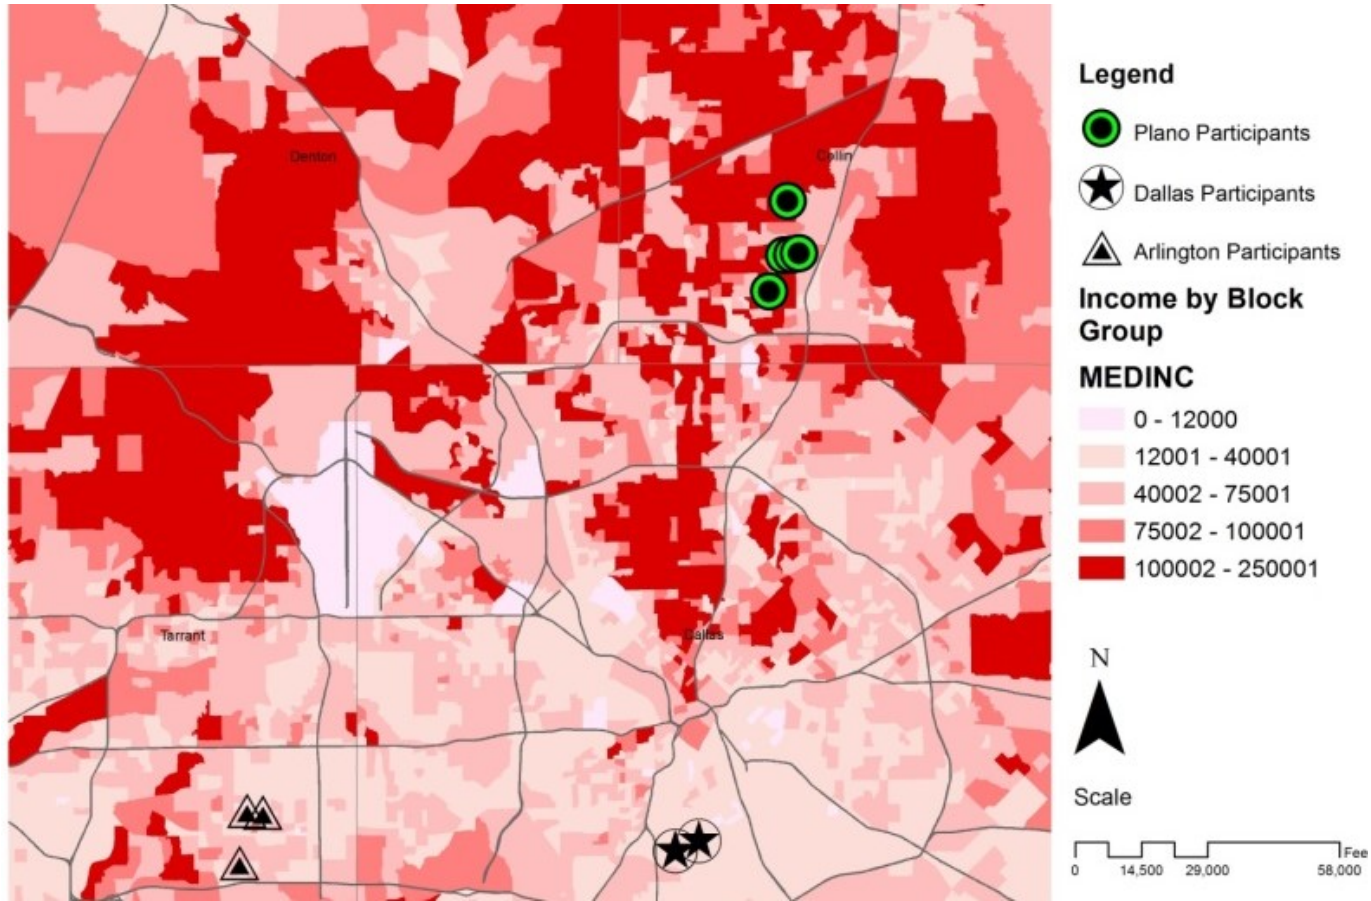 Denton
Collin
Tarrant
Dallas
Legend
Plano Participants
Dallas Participants
Arlington Participants
Income by Block
Group
MEDINC
0 - 12000
12001 - 40001
40002 - 75001
75002 - 100001
100002 - 250001
N
Scale
Fee
0 14,500 29,000 58,000